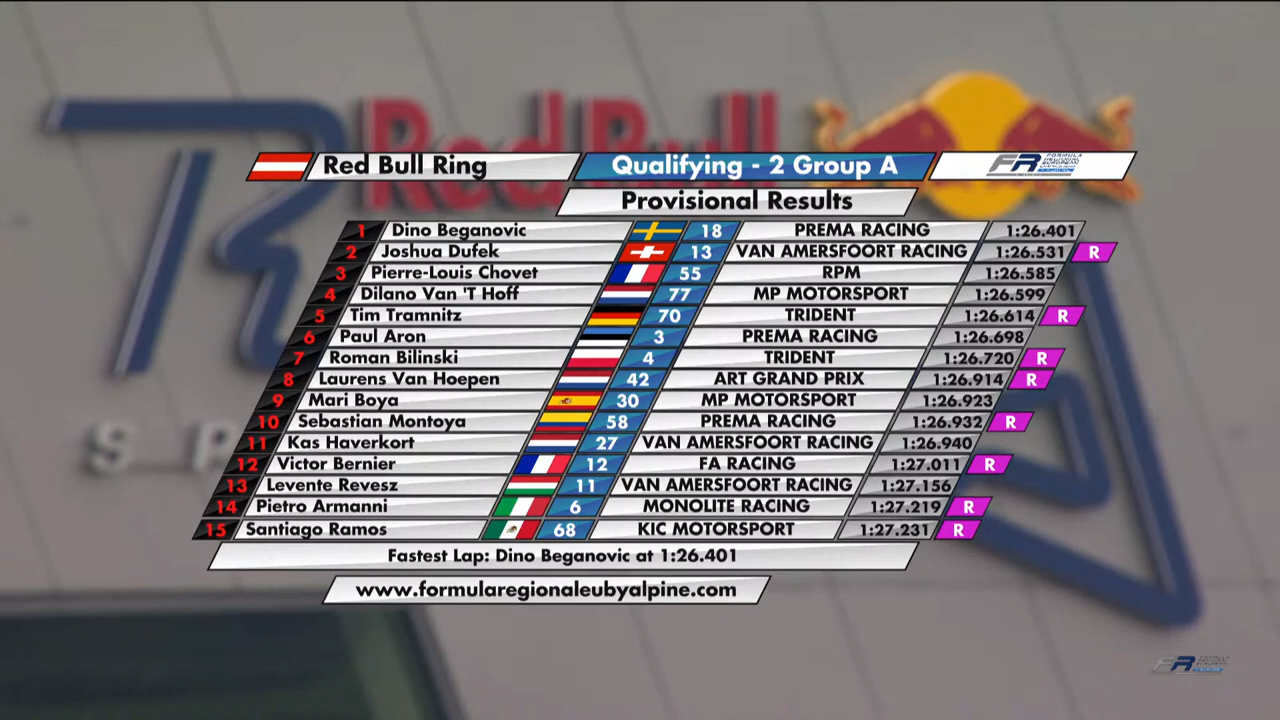 Red Bull
Red Bull Ring Qualifying - 2 Group A FR FORMULA REGIONAL EUROPEAN
Provisional Results
1 Dino Beganovic 18 PREMA RACING 1:26.401
2 Joshua Dufek 13 VAN AMERSFOORT RACING 1:26.531 R
3 Pierre-Louis Chovet 55 RPM 1:26.585
4 Dilano Van 'T Hoff 77 MP MOTORSPORT 1:26.599
5 Tim Tramnitz 70 TRIDENT 1:26.614 R
6 Paul Aron 3 PREMA RACING 1:26.698
7 Roman Bilinski 4 TRIDENT 1:26.720 R
8 Laurens Van Hoepen 42 ART GRAND PRIX 1:26.914 R
9 Mari Boya 30 MP MOTORSPORT 1:26.923
10 Sebastian Montoya 58 PREMA RACING 1:26.932 R
11 Kas Haverkort 27 VAN AMERSFOORT RACING 1:26.940
12 Victor Bernier 12 FA RACING 1:27.011 R
13 Levente Revesz 11 VAN AMERSFOORT RACING 1:27.156
14 Pietro Armanni 6 MONOLITE RACING 1:27.219 R
15 Santiago Ramos 68 KIC MOTORSPORT 1:27.231 R
Fastest Lap: Dino Beganovic at 1:26.401
www.formularegionaleubyalpine.com
FR